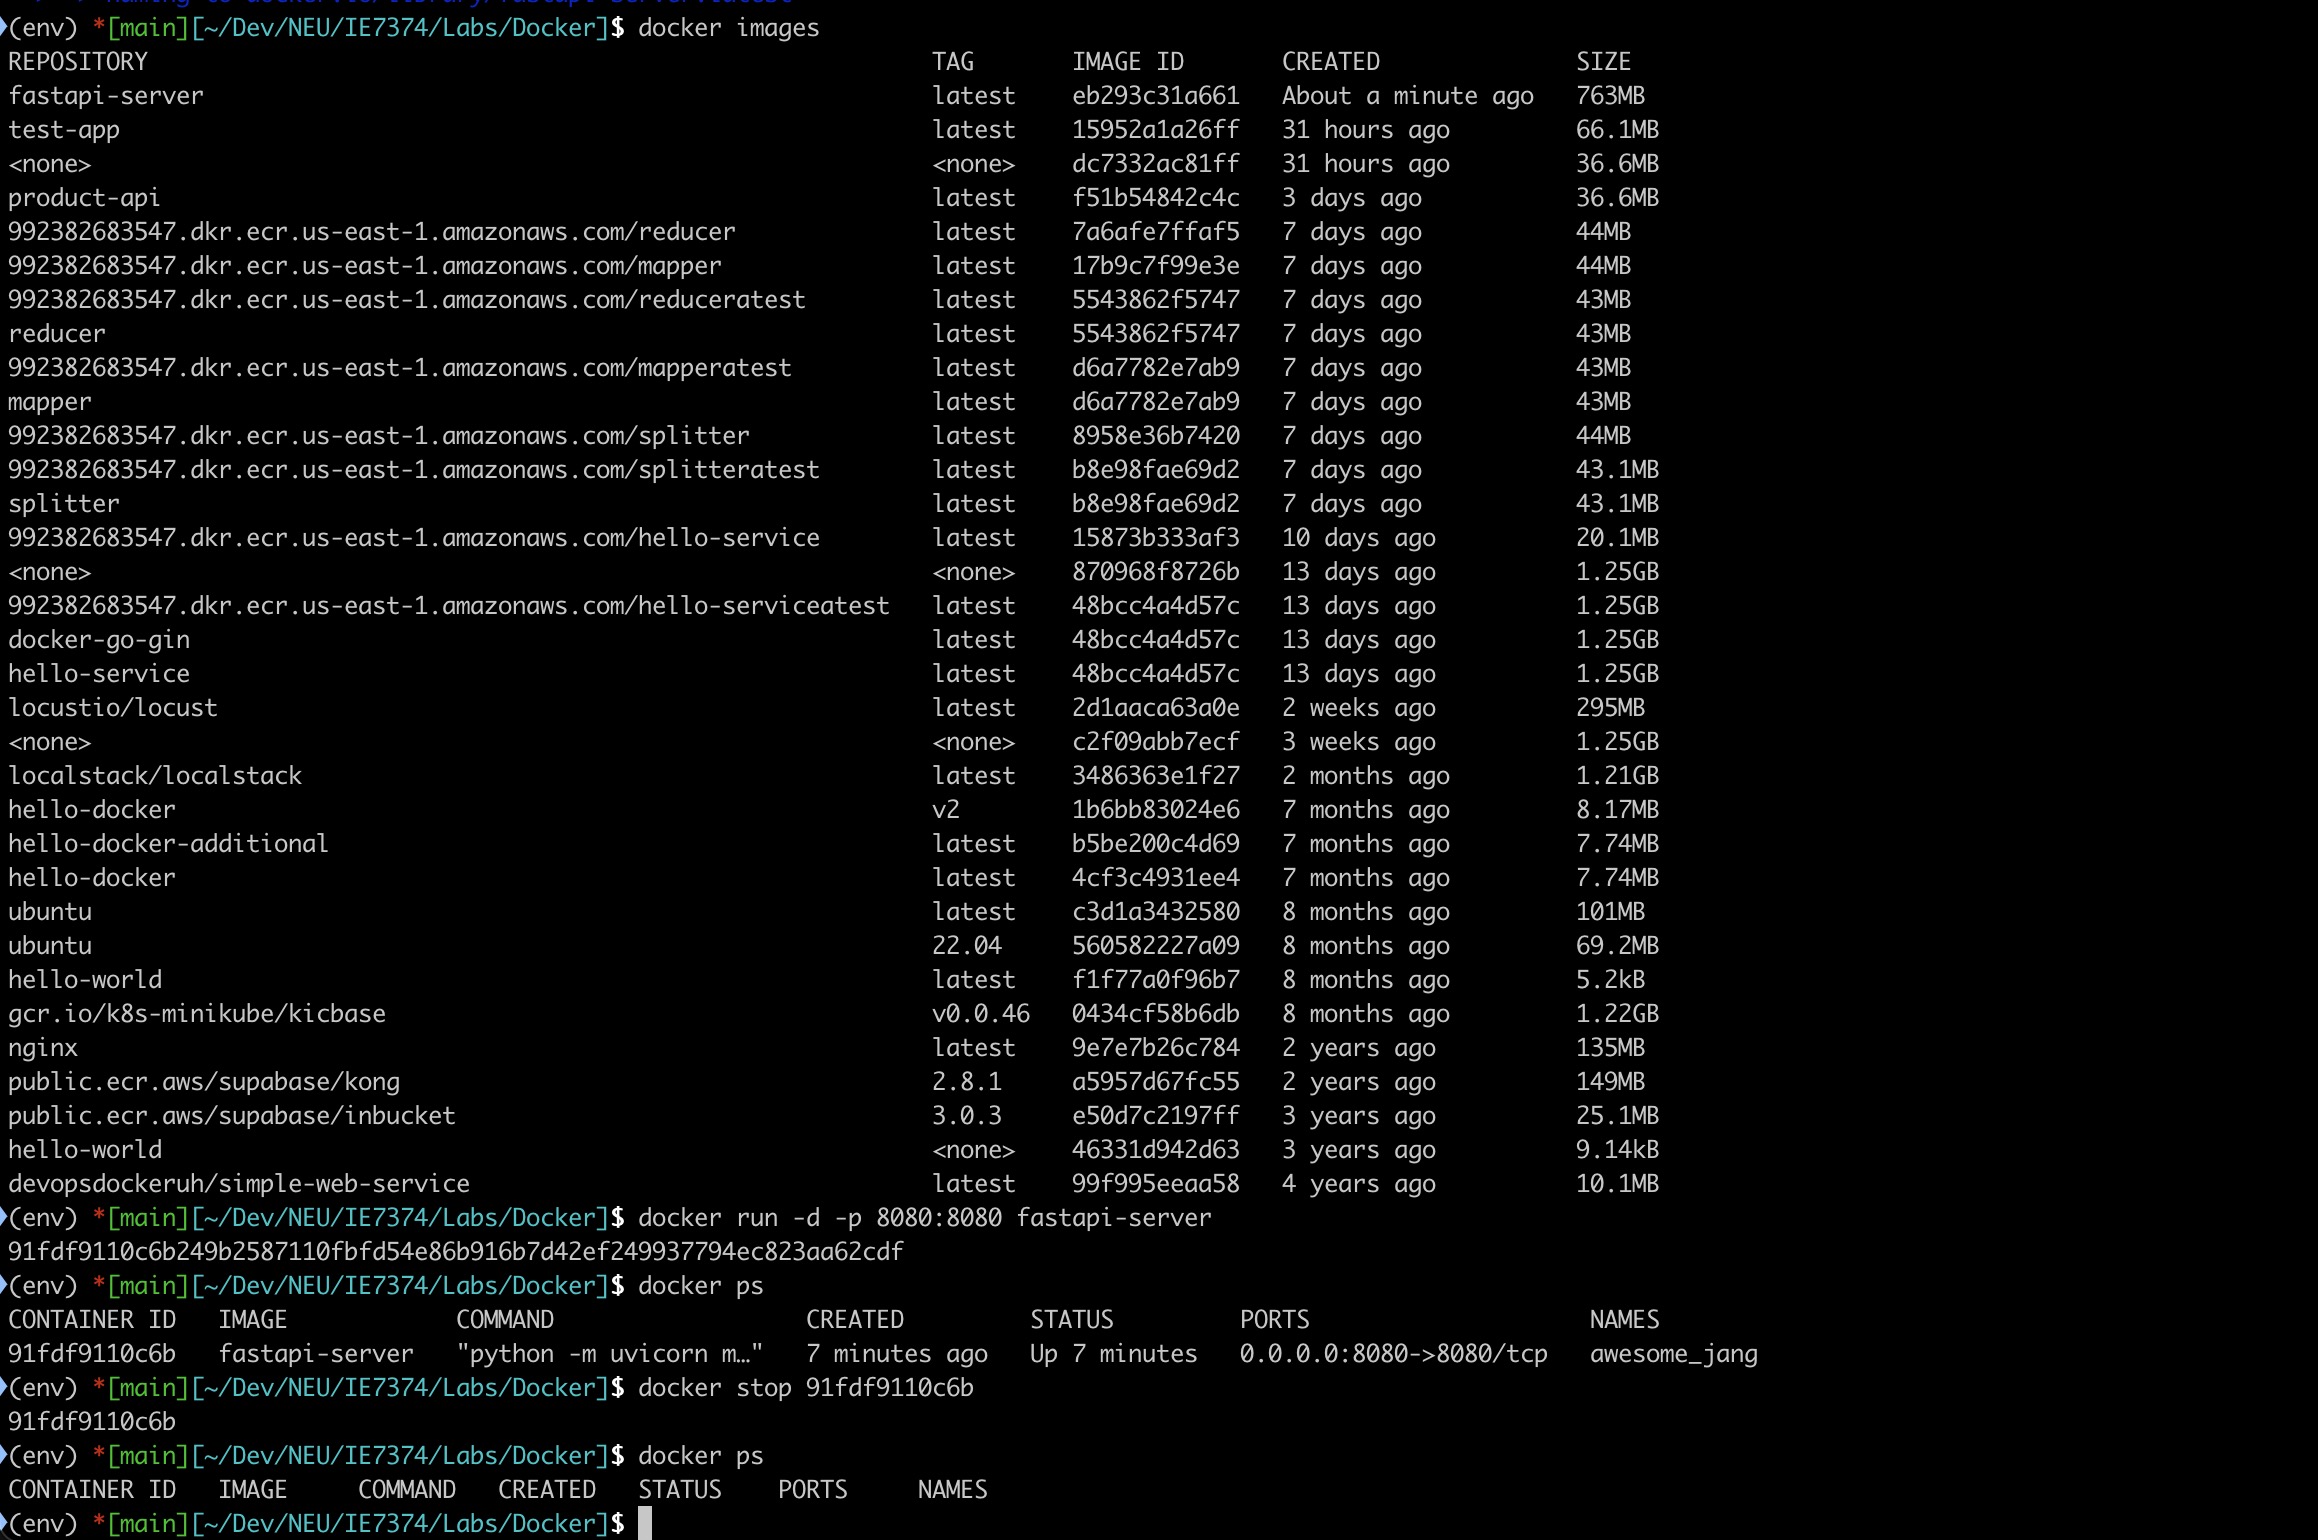 naming to docker.io/library/fastapi-server:latest
(env) *[main][~/Dev/NEU/IE7374/Labs/Docker]$ docker images
REPOSITORY TAG IMAGE ID CREATED SIZE
fastapi-server latest eb293c31a661 About a minute ago 763MB
test-app latest 15952a1a26ff 31 hours ago 66.1MB
<none> <none> dc7332ac81ff 31 hours ago 36.6MB
product-api latest f51b54842c4c 3 days ago 36.6MB
992382683547.dkr.ecr.us-east-1.amazonaws.com/reducer latest 7a6afe7ffaf5 7 days ago 44MB
992382683547.dkr.ecr.us-east-1.amazonaws.com/mapper latest 17b9c7f99e3e 7 days ago 44MB
992382683547.dkr.ecr.us-east-1.amazonaws.com/reduceratest latest 5543862f5747 7 days ago 43MB
reducer latest 5543862f5747 7 days ago 43MB
992382683547.dkr.ecr.us-east-1.amazonaws.com/mapperatest latest d6a7782e7ab9 7 days ago 43MB
mapper latest d6a7782e7ab9 7 days ago 43MB
992382683547.dkr.ecr.us-east-1.amazonaws.com/splitter latest 8958e36b7420 7 days ago 44MB
992382683547.dkr.ecr.us-east-1.amazonaws.com/splitteratest latest b8e98fae69d2 7 days ago 43.1MB
splitter latest b8e98fae69d2 7 days ago 43.1MB
992382683547.dkr.ecr.us-east-1.amazonaws.com/hello-service latest 15873b333af3 10 days ago 20.1MB
<none> <none> 870968f8726b 13 days ago 1.25GB
992382683547.dkr.ecr.us-east-1.amazonaws.com/hello-serviceatest latest 48bcc4a4d57c 13 days ago 1.25GB
docker-go-gin latest 48bcc4a4d57c 13 days ago 1.25GB
hello-service latest 48bcc4a4d57c 13 days ago 1.25GB
locustio/locust latest 2d1aaca63a0e 2 weeks ago 295MB
<none> <none> c2f09abb7ecf 3 weeks ago 1.25GB
localstack/localstack latest 3486363e1f27 2 months ago 1.21GB
hello-docker v2 1b6bb83024e6 7 months ago 8.17MB
hello-docker-additional latest b5be200c4d69 7 months ago 7.74MB
hello-docker latest 4cf3c4931ee4 7 months ago 7.74MB
ubuntu latest c3d1a3432580 8 months ago 101MB
ubuntu 22.04 560582227a09 8 months ago 69.2MB
hello-world latest f1f77a0f96b7 8 months ago 5.2kB
gcr.io/k8s-minikube/kicbase v0.0.46 0434cf58b6db 8 months ago 1.22GB
nginx latest 9e7e7b26c784 2 years ago 135MB
public.ecr.aws/supabase/kong 2.8.1 a5957d67fc55 2 years ago 149MB
public.ecr.aws/supabase/inbucket 3.0.3 e50d7c2197ff 3 years ago 25.1MB
hello-world <none> 46331d942d63 3 years ago 9.14kB
devopsdockeruh/simple-web-service latest 99f995eeaa58 4 years ago 10.1MB
(env) *[main][~/Dev/NEU/IE7374/Labs/Docker]$ docker run -d -p 8080:8080 fastapi-server
91fdf9110c6b249b2587110fbfd54e86b916b7d42ef249937794ec823aa62cdf
(env) *[main][~/Dev/NEU/IE7374/Labs/Docker]$ docker ps
CONTAINER ID IMAGE COMMAND CREATED STATUS PORTS NAMES
91fdf9110c6b fastapi-server "python -m uvicorn m…" 7 minutes ago Up 7 minutes 0.0.0.0:8080->8080/tcp awesome_jang
(env) *[main][~/Dev/NEU/IE7374/Labs/Docker]$ docker stop 91fdf9110c6b
91fdf9110c6b
(env) *[main][~/Dev/NEU/IE7374/Labs/Docker]$ docker ps
CONTAINER ID IMAGE COMMAND CREATED STATUS PORTS NAMES
(env) *[main][~/Dev/NEU/IE7374/Labs/Docker]$